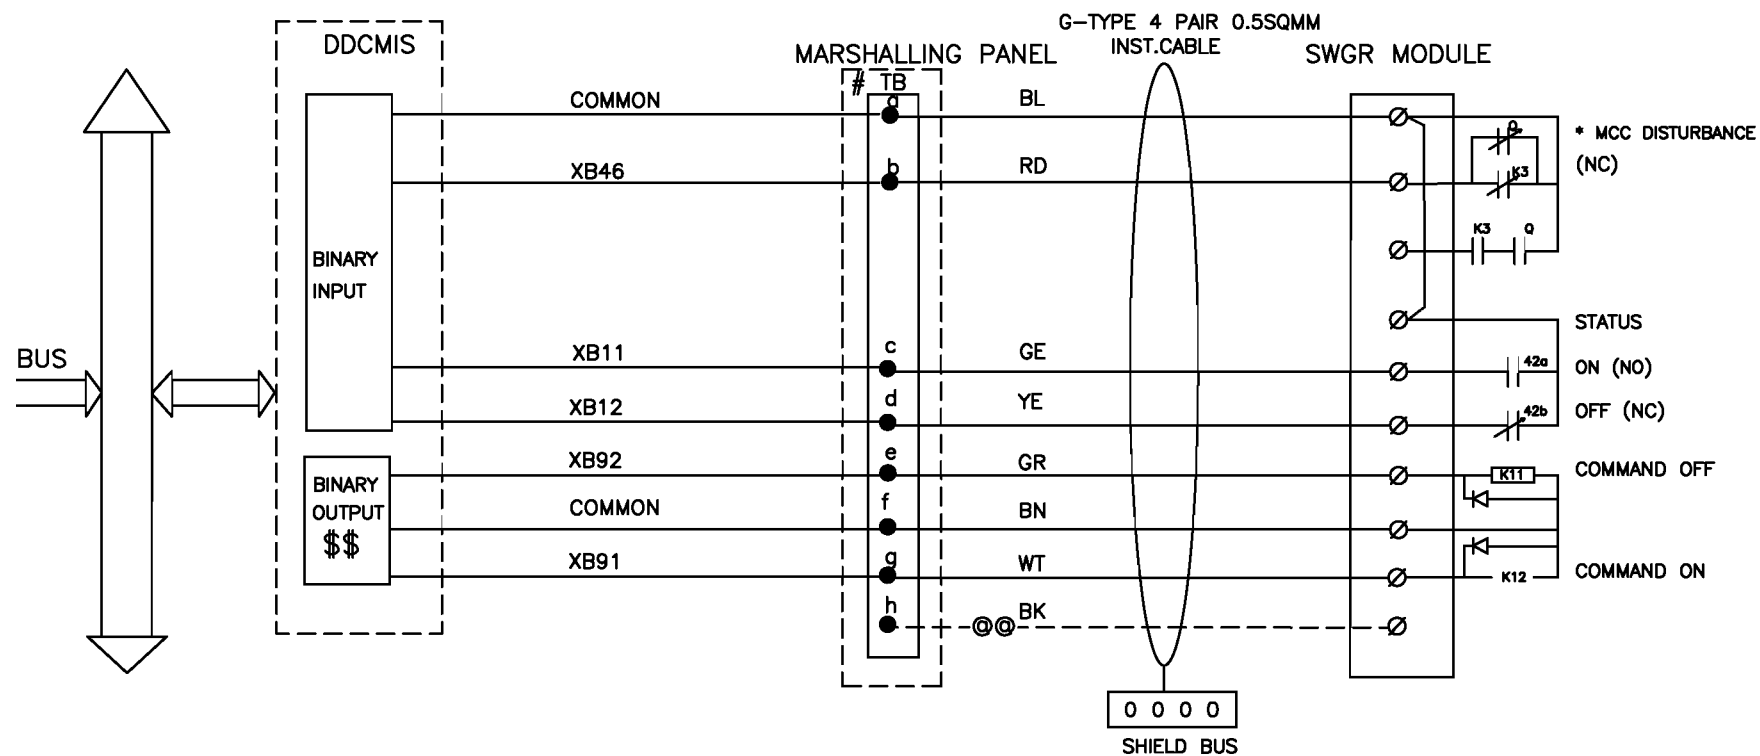 G-TYPE 4 PAIR 0.5SQMM
INST.CABLE
DDCMIS
MARSHALLING PANEL
SWGR MODULE
# TB
COMMON
a
BL
Q
* MCC DISTURBANCE
(NC)
XB46
b
RD
K3
K3
Q
BINARY
INPUT
STATUS
BUS
XB11
c
GE
42a
ON (NO)
XB12
d
YE
42b
OFF (NC)
XB92
e
GR
K11
COMMAND OFF
BINARY
OUTPUT
$$
COMMON
f
BN
XB91
g
WT
K12
COMMAND ON
h
@@
BK
0 0 0 0
SHIELD BUS